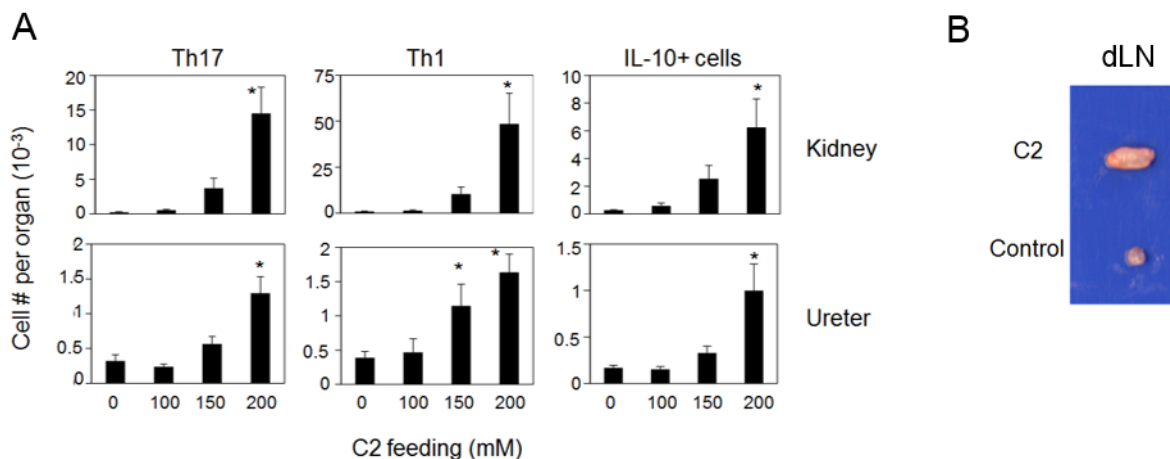 A
B
Th17
Th1
IL-10+ cells
dLN
20
15
10
5
0
*
75
50
25
0
*
10
8
6
4
2
0
*
Kidney
C2
Control
Cell # per organ (10⁻³)
2
1.5
1
0.5
0
*
2
1.5
1
0.5
0
*
*
1.5
1
0.5
0
*
Ureter
0 100 150 200
0 100 150 200
0 100 150 200
C2 feeding (mM)